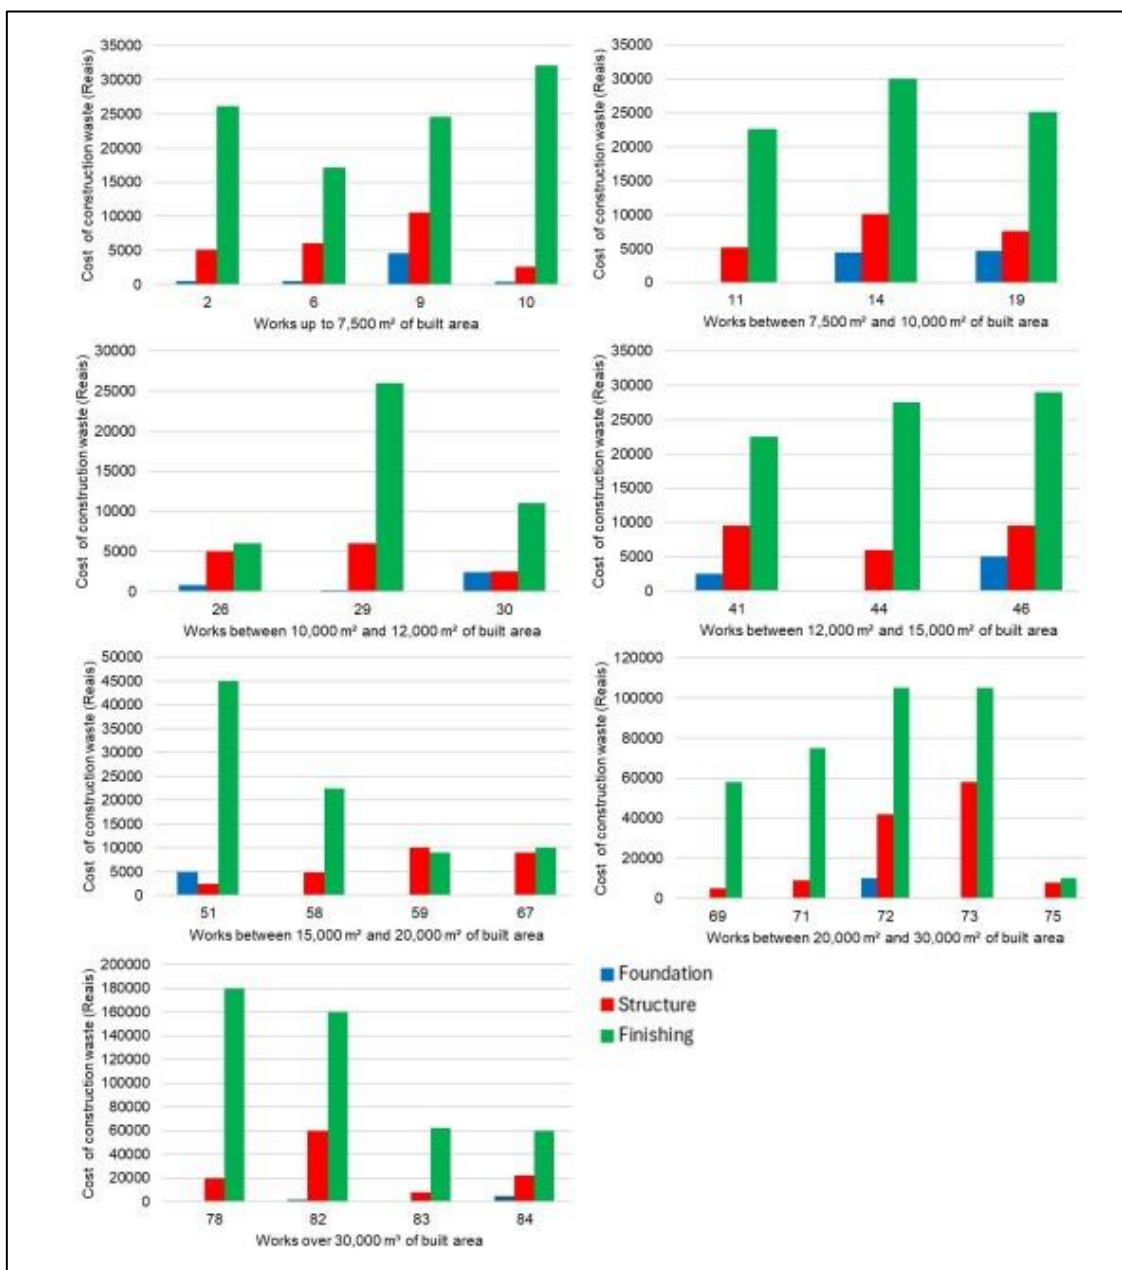 Cost of construction waste (Reais)
35000
30000
25000
20000
15000
10000
5000
0
2 6 9 10
Works up to 7,500 m² of built area
Cost of construction waste (Reais)
35000
30000
25000
20000
15000
10000
5000
0
11 14 19
Works between 7,500 m² and 10,000 m² of built area
Cost of construction waste (Reais)
30000
25000
20000
15000
10000
5000
0
26 29 30
Works between 10,000 m² and 12,000 m² of built area
Cost of construction waste (Reais)
35000
30000
25000
20000
15000
10000
5000
0
41 44 46
Works between 12,000 m² and 15,000 m² of built area
Cost of construction waste (Reais)
50000
45000
40000
35000
30000
25000
20000
15000
10000
5000
0
51 58 59 67
Works between 15,000 m² and 20,000 m² of built area
Cost of construction waste (Reais)
120000
100000
80000
60000
40000
20000
0
69 71 72 73 75
Works between 20,000 m² and 30,000 m² of built area
Cost of construction waste (Reais)
200000
180000
160000
140000
120000
100000
80000
60000
40000
20000
0
78 82 83 84
Works over 30,000 m³ of built area
Foundation
Structure
Finishing